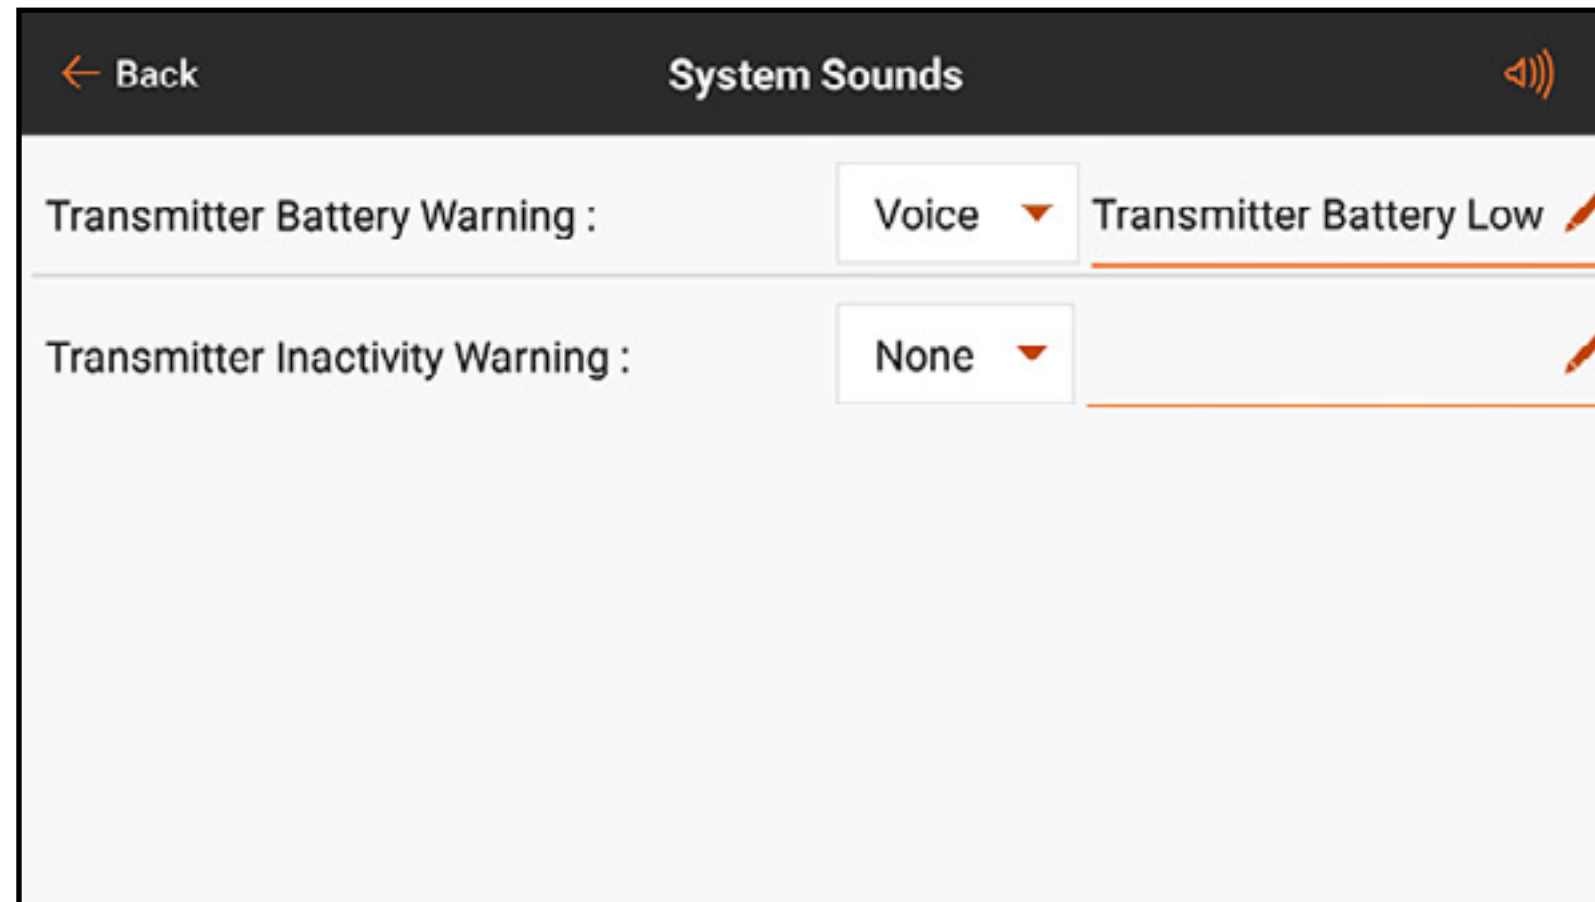 Back System Sounds
Transmitter Battery Warning : Voice Transmitter Battery Low
Transmitter Inactivity Warning : None